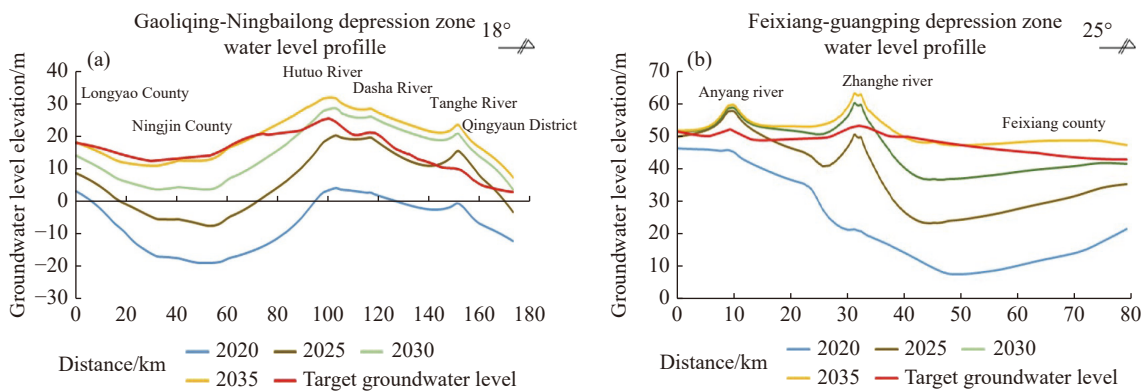 Gaoliqing-Ningbailong depression zone
water level profille
18°
(a)
Groundwater level elevation/m
40
30
20
10
0
−10
−20
−30
Longyao County
Ningjin County
Hutuo River
Dasha River
Tanghe River
Qingyaun District
0 20 40 60 80 100 120 140 160 180
Distance/km
2020 2025 2030
2035 Target groundwater level
Feixiang-guangping depression zone
water level profille
25°
(b)
Groundwater level elevation/m
70
60
50
40
30
20
10
0
Anyang river
Zhanghe river
Feixiang county
0 10 20 30 40 50 60 70 80
Distance/km
2020 2025 2030
2035 Target groundwater level